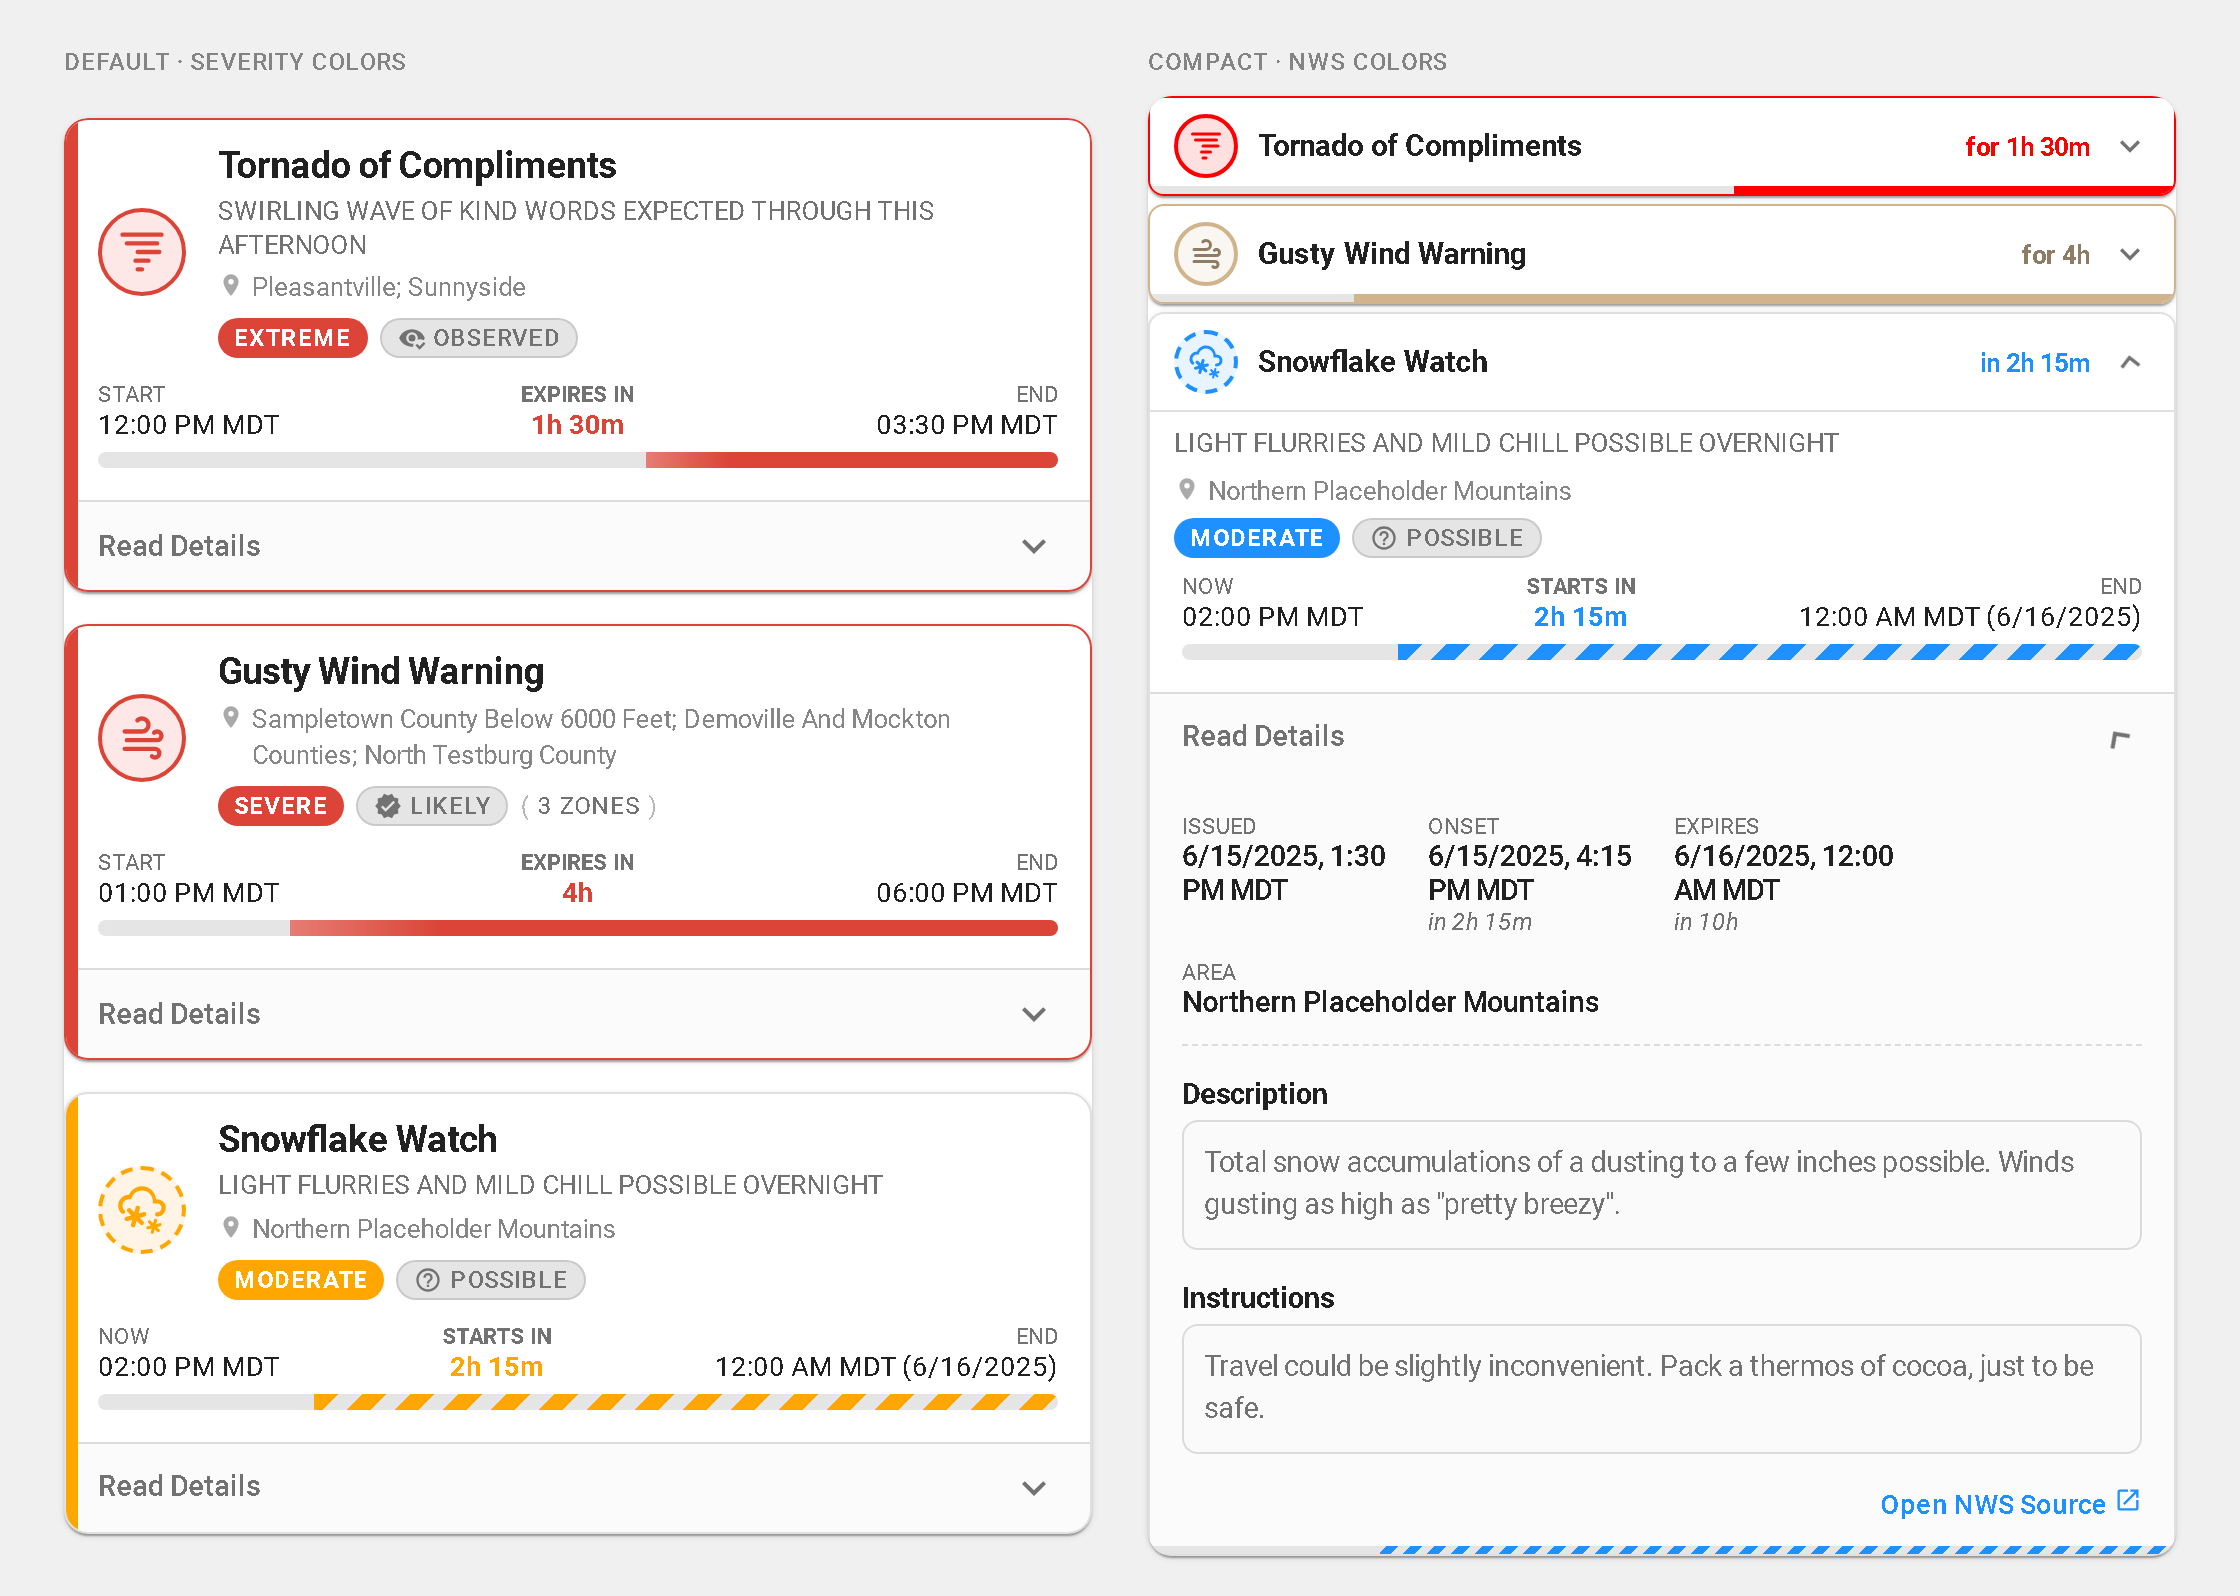 DEFAULT · SEVERITY COLORS
Tornado of Compliments
SWIRLING WAVE OF KIND WORDS EXPECTED THROUGH THIS
AFTERNOON
Pleasantville; Sunnyside
EXTREME OBSERVED
START EXPIRES IN END
12:00 PM MDT 1h 30m 03:30 PM MDT
Read Details
Gusty Wind Warning
Sampletown County Below 6000 Feet; Demoville And Mockton
Counties; North Testburg County
SEVERE LIKELY ( 3 ZONES )
START EXPIRES IN END
01:00 PM MDT 4h 06:00 PM MDT
Read Details
Snowflake Watch
LIGHT FLURRIES AND MILD CHILL POSSIBLE OVERNIGHT
Northern Placeholder Mountains
MODERATE POSSIBLE
NOW STARTS IN END
02:00 PM MDT 2h 15m 12:00 AM MDT (6/16/2025)
Read Details
COMPACT · NWS COLORS
Tornado of Compliments for 1h 30m
Gusty Wind Warning for 4h
Snowflake Watch in 2h 15m
LIGHT FLURRIES AND MILD CHILL POSSIBLE OVERNIGHT
Northern Placeholder Mountains
MODERATE POSSIBLE
NOW STARTS IN END
02:00 PM MDT 2h 15m 12:00 AM MDT (6/16/2025)
Read Details
ISSUED ONSET EXPIRES
6/15/2025, 1:30 6/15/2025, 4:15 6/16/2025, 12:00
PM MDT PM MDT AM MDT
in 2h 15m in 10h
AREA
Northern Placeholder Mountains
Description
Total snow accumulations of a dusting to a few inches possible. Winds
gusting as high as "pretty breezy".
Instructions
Travel could be slightly inconvenient. Pack a thermos of cocoa, just to be
safe.
Open NWS Source